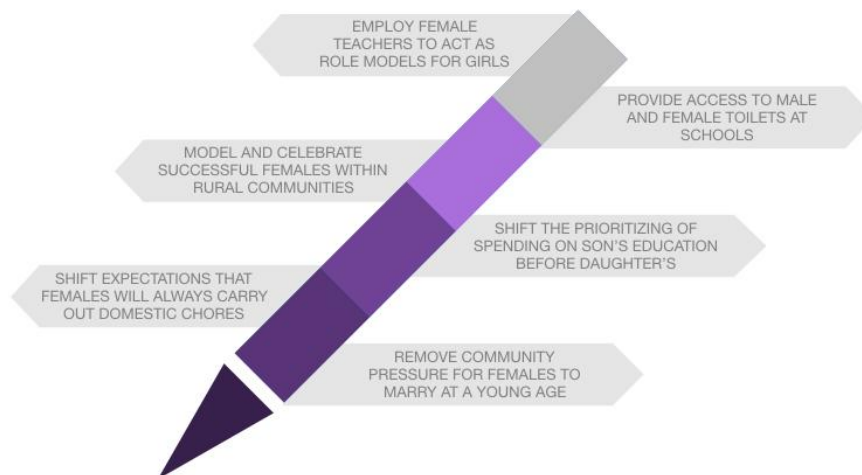 EMPLOY FEMALE
TEACHERS TO ACT AS
ROLE MODELS FOR GIRLS
PROVIDE ACCESS TO MALE
AND FEMALE TOILETS AT
SCHOOLS
MODEL AND CELEBRATE
SUCCESSFUL FEMALES WITHIN
RURAL COMMUNITIES
SHIFT THE PRIORITIZING OF
SPENDING ON SON'S EDUCATION
BEFORE DAUGHTER'S
SHIFT EXPECTATIONS THAT
FEMALES WILL ALWAYS CARRY
OUT DOMESTIC CHORES
REMOVE COMMUNITY
PRESSURE FOR FEMALES TO
MARRY AT A YOUNG AGE